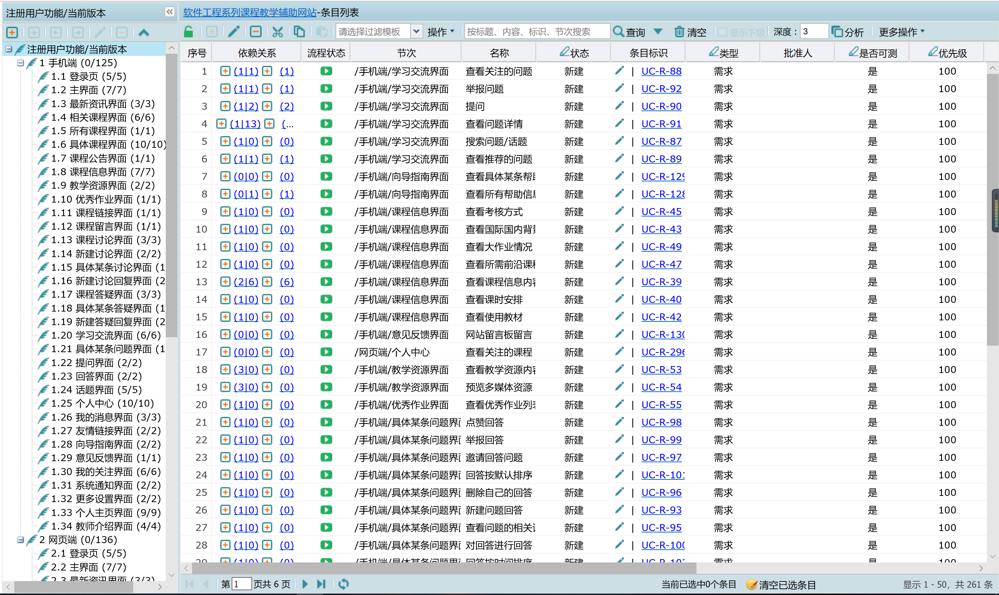 注册用户功能/当前版本
注册用户功能/当前版本
1 手机端 (0/125)
1.1 登录页 (5/5)
1.2 主界面 (7/7)
1.3 最新资讯界面 (3/3)
1.4 相关课程界面 (6/6)
1.5 所有课程界面 (1/1)
1.6 具体课程界面 (10/10)
1.7 课程公告界面 (1/1)
1.8 课程信息界面 (7/7)
1.9 教学资源界面 (2/2)
1.10 优秀作业界面 (1/1)
1.11 课程链接界面 (1/1)
1.12 课程留言界面 (1/1)
1.13 课程讨论界面 (3/3)
1.14 新建讨论界面 (2/2)
1.15 具体某条讨论界面 (1
1.16 新建讨论回复界面 (2
1.17 课程答疑界面 (3/3)
1.18 具体某条答疑界面 (1
1.19 新建答疑回复界面 (2
1.20 学习交流界面 (6/6)
1.21 具体某条问题界面 (1
1.22 提问界面 (2/2)
1.23 回答界面 (2/2)
1.24 话题界面 (5/5)
1.25 个人中心 (10/10)
1.26 我的消息界面 (3/3)
1.27 友情链接界面 (2/2)
1.28 向导指南界面 (2/2)
1.29 意见反馈界面 (1/1)
1.30 我的关注界面 (6/6)
1.31 系统通知界面 (2/2)
1.32 更多设置界面 (2/2)
1.33 个人主页界面 (9/9)
1.34 教师介绍界面 (4/4)
2 网页端 (0/136)
2.1 登录页 (5/5)
2.2 主界面 (7/7)
2.3 最新资讯界面 (3/3)
软件工程系列课程教学辅助网站-条目列表
请选择过滤模板 操作 按标题、内容、标识、节次搜索 查询 清空 显示下级 深度： 3 分析 更多操作
序号 依赖关系 流程状态 节次 名称 状态 条目标识 类型 批准人 是否可测 优先级
1 (1|1) (1) /手机端/学习交流界面 查看关注的问题 新建 | UC-R-88 需求 是 100
2 (1|1) (1) /手机端/学习交流界面 举报问题 新建 | UC-R-92 需求 是 100
3 (1|2) (2) /手机端/学习交流界面 提问 新建 | UC-R-90 需求 是 100
4 (1|13) (... /手机端/学习交流界面 查看问题详情 新建 | UC-R-91 需求 是 100
5 (1|0) (0) /手机端/学习交流界面 搜索问题/话题 新建 | UC-R-87 需求 是 100
6 (1|1) (1) /手机端/学习交流界面 查看推荐的问题 新建 | UC-R-89 需求 是 100
7 (0|0) (0) /手机端/向导指南界面 查看具体某条帮 新建 | UC-R-129 需求 是 100
8 (0|1) (1) /手机端/向导指南界面 查看所有帮助信 新建 | UC-R-128 需求 是 100
9 (1|0) (0) /手机端/课程信息界面 查看考核方式 新建 | UC-R-45 需求 是 100
10 (1|0) (0) /手机端/课程信息界面 查看国际国内背 新建 | UC-R-43 需求 是 100
11 (1|0) (0) /手机端/课程信息界面 查看大作业情况 新建 | UC-R-49 需求 是 100
12 (1|0) (0) /手机端/课程信息界面 查看所需前沿课 新建 | UC-R-47 需求 是 100
13 (2|6) (6) /手机端/课程信息界面 查看课程信息内 新建 | UC-R-39 需求 是 100
14 (1|0) (0) /手机端/课程信息界面 查看课时安排 新建 | UC-R-40 需求 是 100
15 (1|0) (0) /手机端/课程信息界面 查看使用教材 新建 | UC-R-42 需求 是 100
16 (0|0) (0) /手机端/意见反馈界面 网站留言板留言 新建 | UC-R-130 需求 是 100
17 (0|0) (0) /网页端/个人中心 查看关注的课程 新建 | UC-R-296 需求 是 100
18 (3|0) (0) /手机端/教学资源界面 查看教学资源内 新建 | UC-R-53 需求 是 100
19 (3|0) (0) /手机端/教学资源界面 预览多媒体资源 新建 | UC-R-54 需求 是 100
20 (1|0) (0) /手机端/优秀作业界面 查看优秀作业列 新建 | UC-R-55 需求 是 100
21 (1|0) (0) /手机端/具体某条问题界 点赞回答 新建 | UC-R-98 需求 是 100
22 (1|0) (0) /手机端/具体某条问题界 举报回答 新建 | UC-R-99 需求 是 100
23 (1|0) (0) /手机端/具体某条问题界 邀请回答问题 新建 | UC-R-97 需求 是 100
24 (1|0) (0) /手机端/具体某条问题界 回答按默认排序 新建 | UC-R-101 需求 是 100
25 (1|0) (0) /手机端/具体某条问题界 删除自己的回答 新建 | UC-R-96 需求 是 100
26 (1|0) (0) /手机端/具体某条问题界 新建问题回答 新建 | UC-R-93 需求 是 100
27 (1|0) (0) /手机端/具体某条问题界 查看问题的相关 新建 | UC-R-95 需求 是 100
28 (1|0) (0) /手机端/具体某条问题界 对回答进行回答 新建 | UC-R-100 需求 是 100
29 (1|0) (0) /手机端/具体某条问题界 回答按时间排序 新建 需求 是 100
第 1 页共 6 页 当前已选中0个条目 清空已选条目 显示 1 - 50，共 261 条